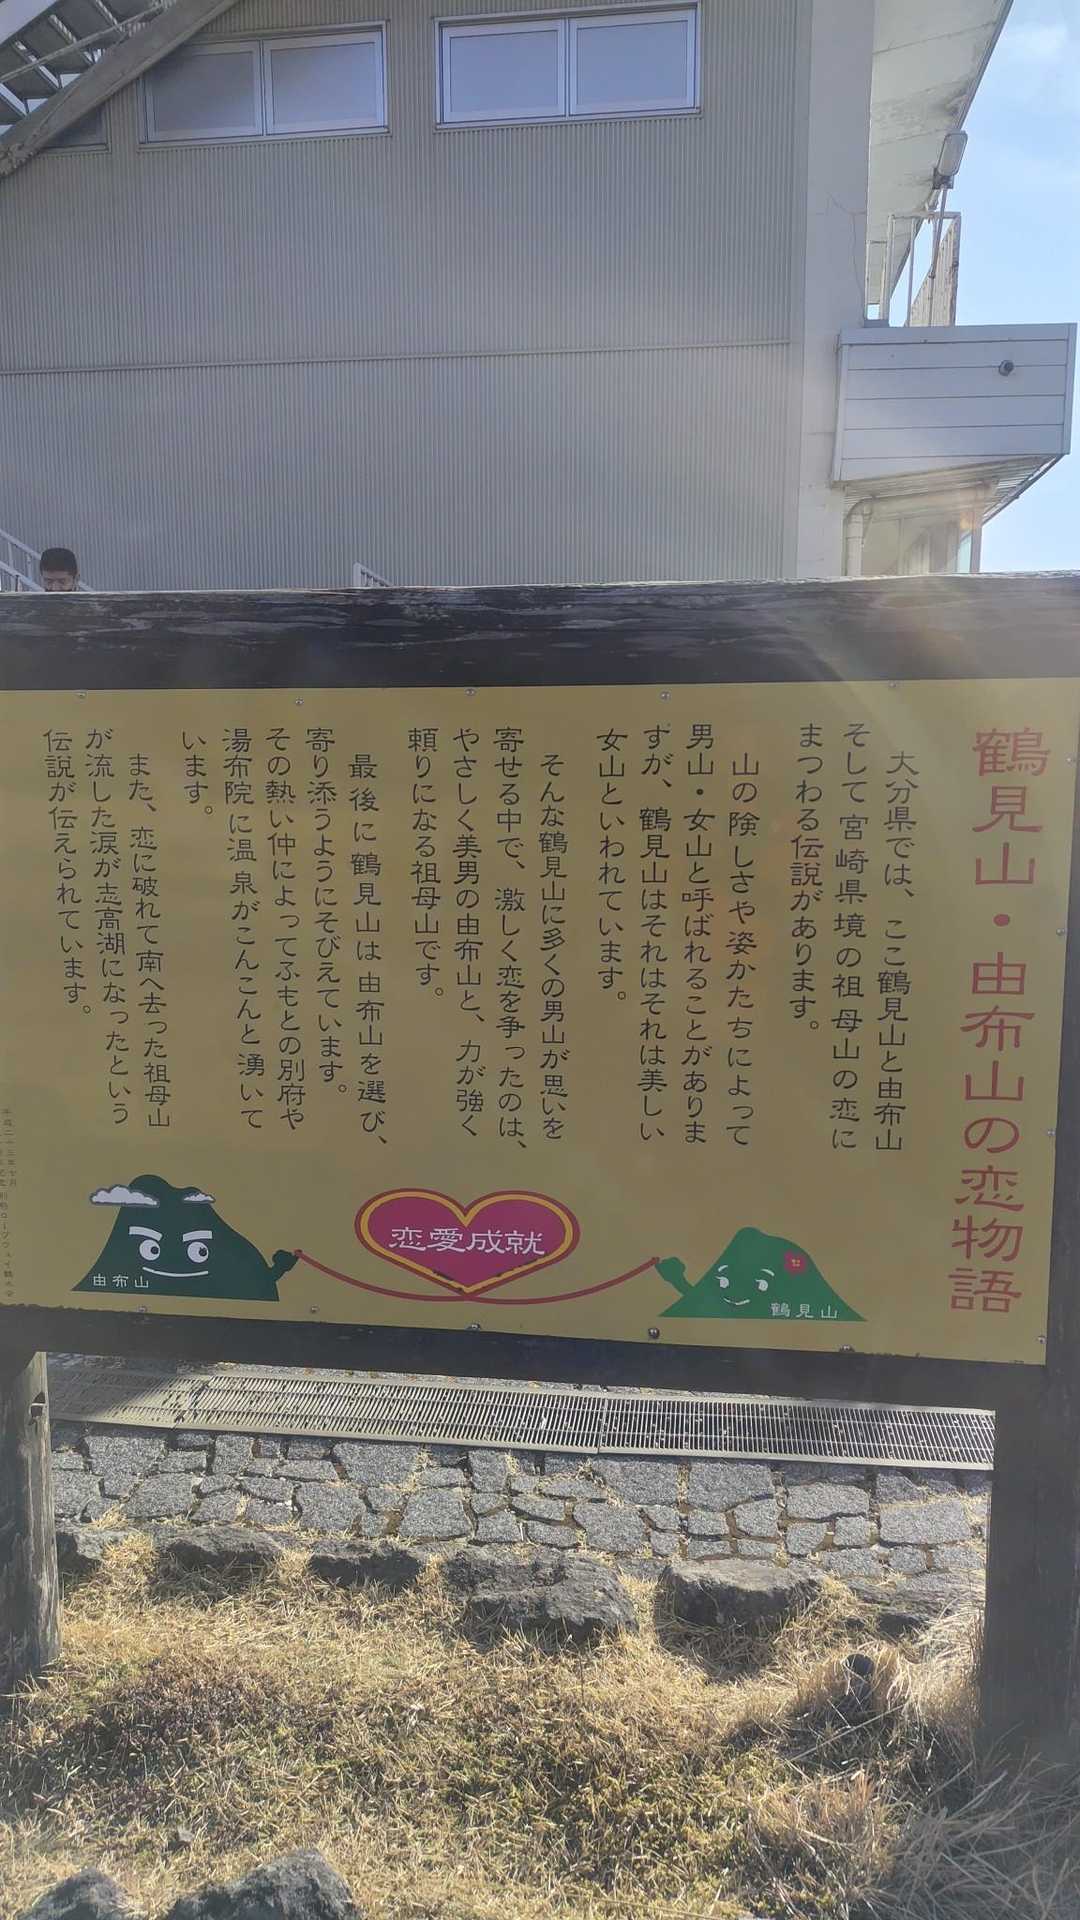 鶴見山・由布山の恋物語
大分県では、ここ鶴見山と由布山
そして宮崎県境の祖母山の恋に
まつわる伝説があります。
山の険しさや姿かたちによって
男山・女山と呼ばれることがありま
すが、鶴見山はそれはそれは美しい
女山といわれています。
そんな鶴見山に多くの男山が思いを
寄せる中で、激しく恋を争ったのは、
やさしく美男の由布山と、力が強く
頼りになる祖母山です。
最後に鶴見山は由布山を選び、
寄り添うようにそびえています。
その熱い仲によってふもとの別府や
湯布院に温泉がこんこんと湧いて
います。
また、恋に破れて南へ去った祖母山
が流した涙が志高湖になったという
伝説が伝えられています。
平成二十三年七月
恋愛成就
由布山
鶴見山